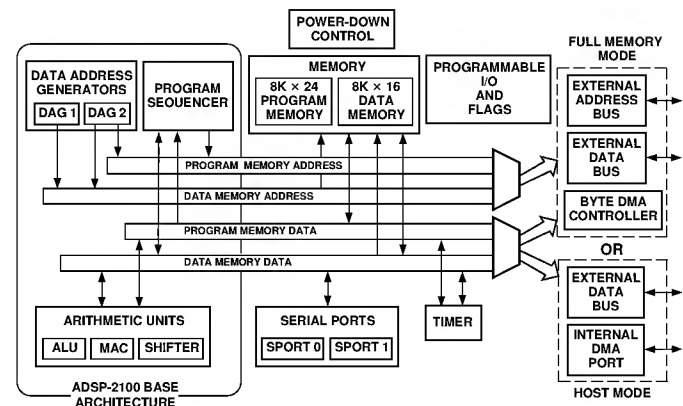 POWER-DOWN
CONTROL
FULL MEMORY
MODE
DATA ADDRESS
GENERATORS
DAG 1
DAG 2
PROGRAM
SEQUENCER
MEMORY
8K × 24
PROGRAM
MEMORY
8K × 16
DATA
MEMORY
PROGRAMMABLE
I/O
AND
FLAGS
EXTERNAL
ADDRESS
BUS
EXTERNAL
DATA
BUS
BYTE DMA
CONTROLLER
OR
PROGRAM MEMORY ADDRESS
DATA MEMORY ADDRESS
PROGRAM MEMORY DATA
DATA MEMORY DATA
EXTERNAL
DATA
BUS
INTERNAL
DMA
PORT
HOST MODE
ARITHMETIC UNITS
ALU
MAC
SHIFTER
SERIAL PORTS
SPORT 0
SPORT 1
TIMER
ADSP-2100 BASE
ARCHITECTURE